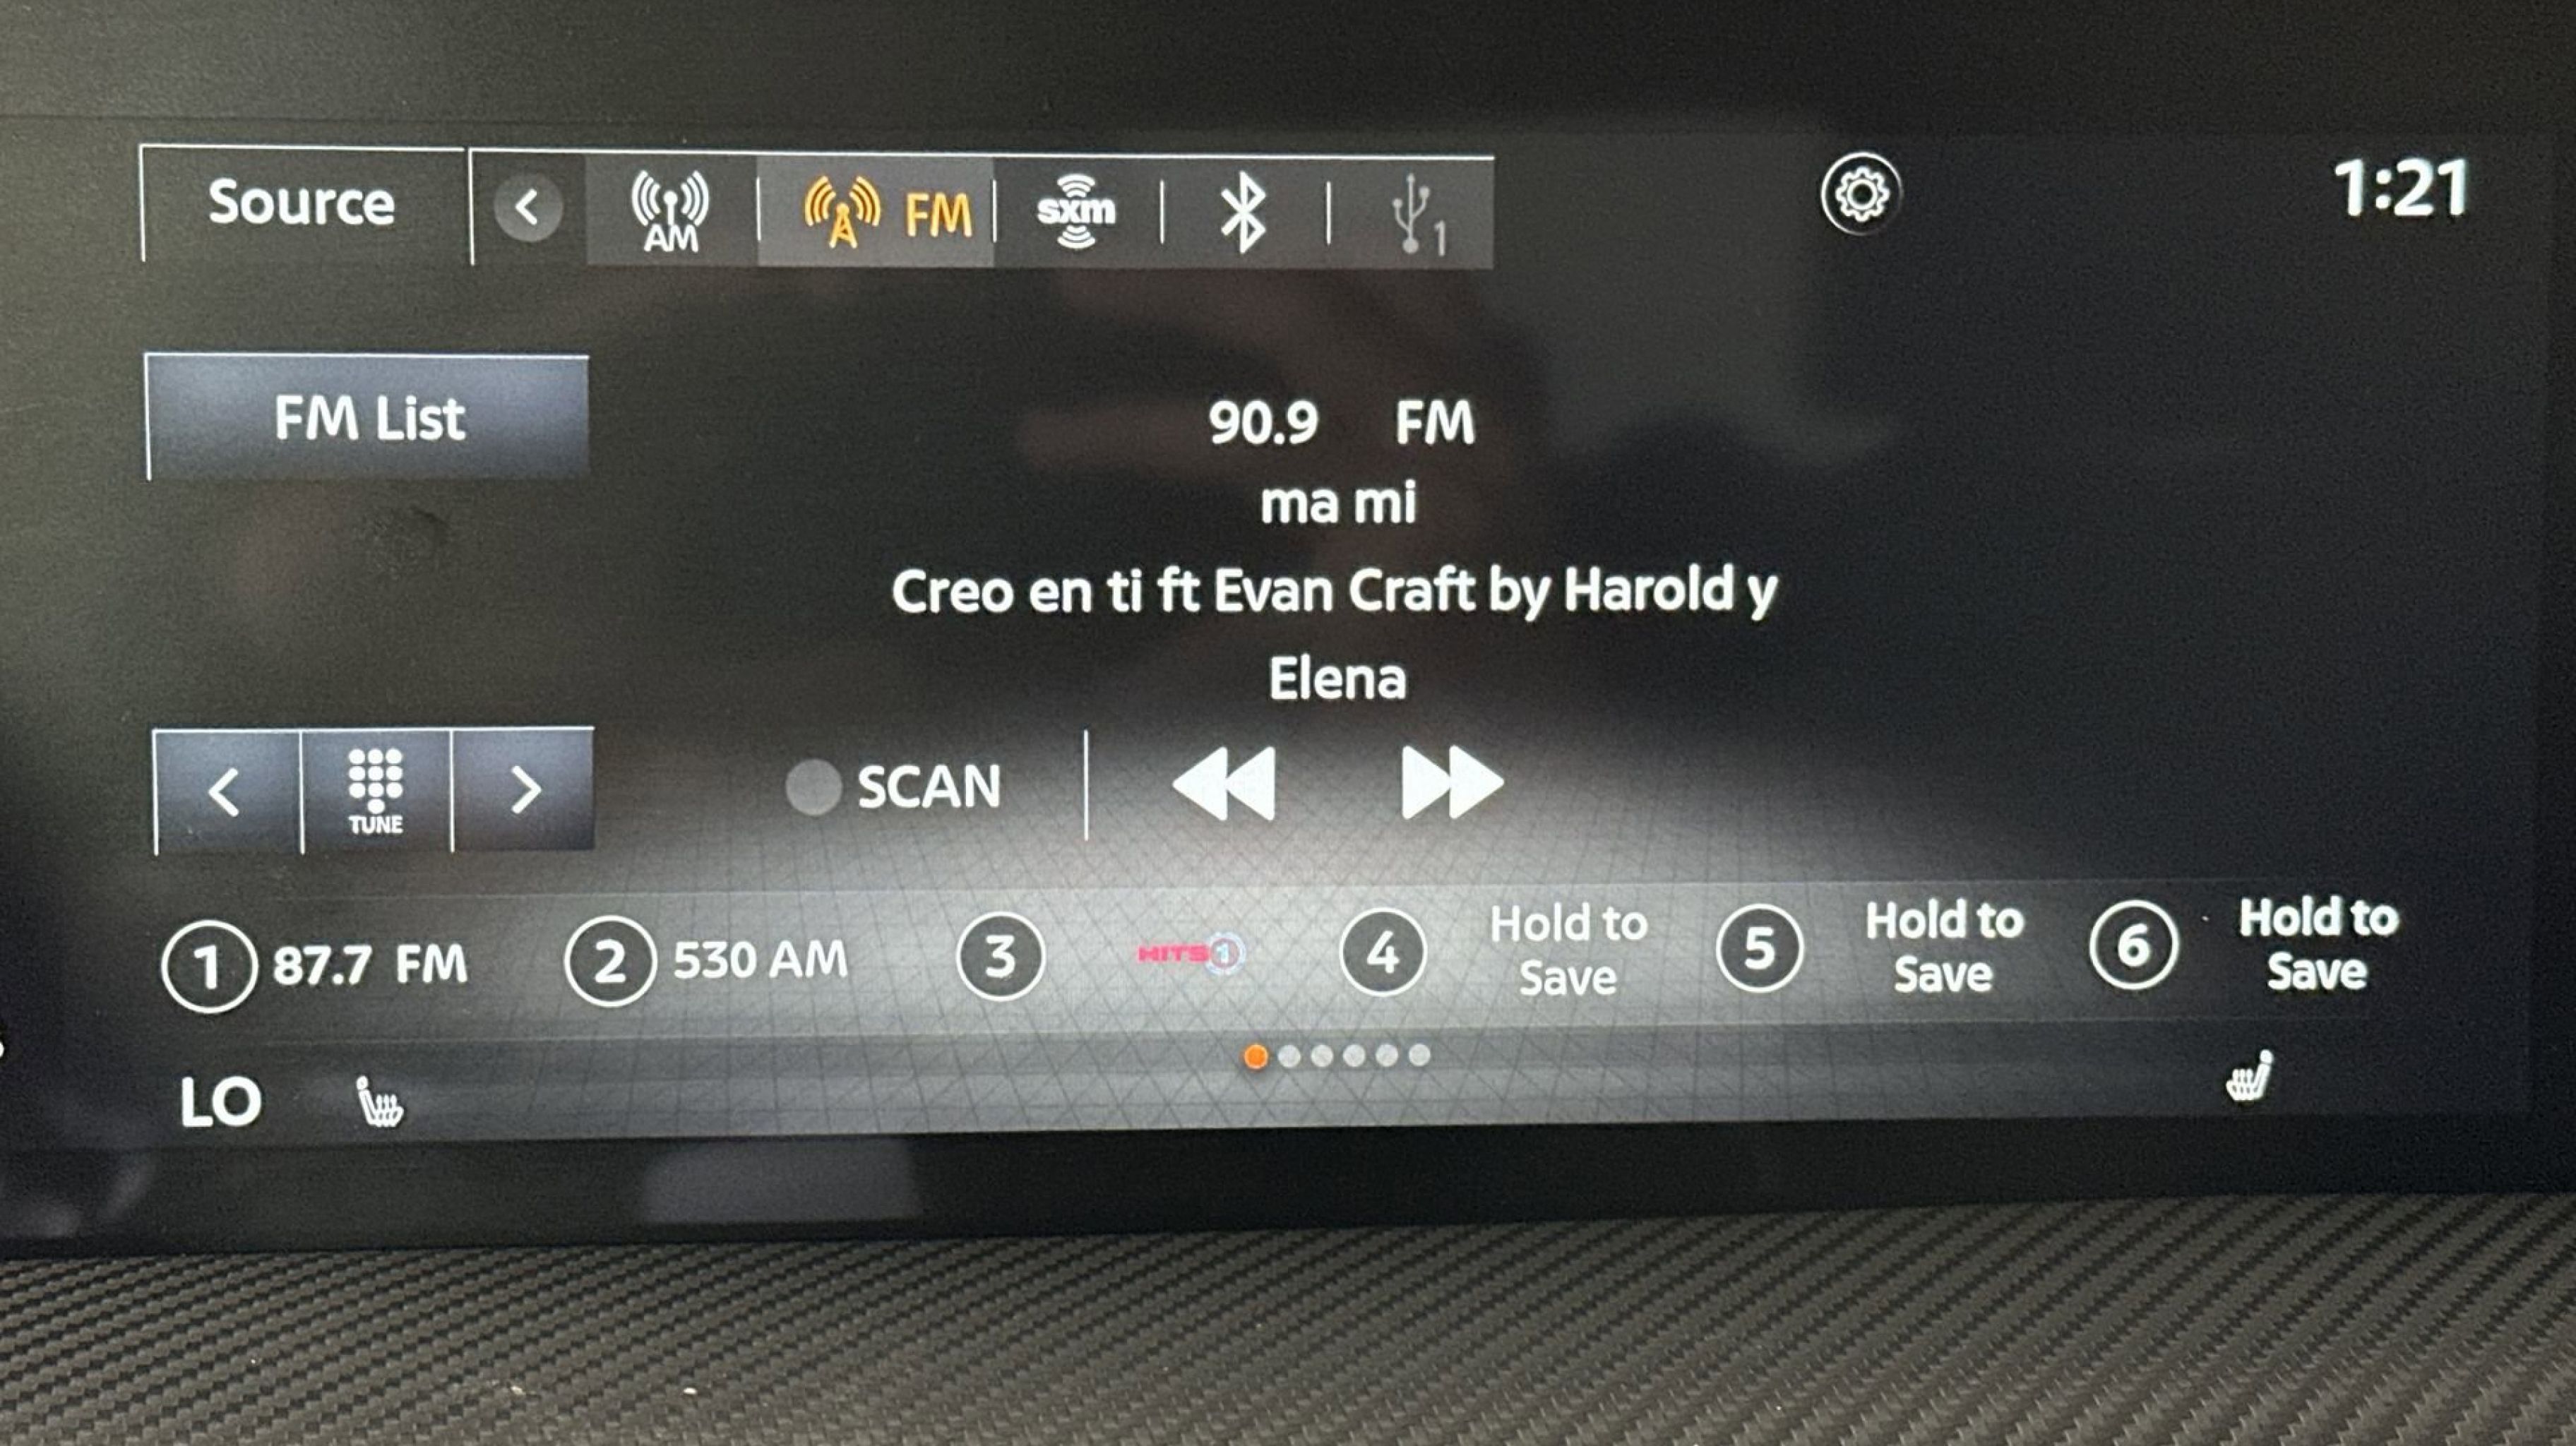 Source
AM
FM
sxm
1
1:21
FM List
90.9 FM
ma mi
Creo en ti ft Evan Craft by Harold y
Elena
TUNE
SCAN
1 87.7 FM
2 530 AM
3 HITS 1
4 Hold to
Save
5 Hold to
Save
6 Hold to
Save
LO